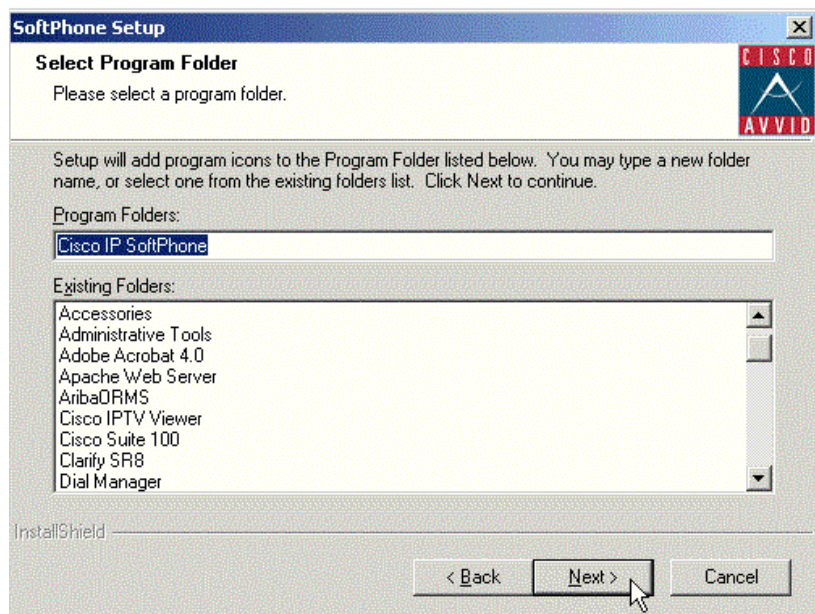 SoftPhone Setup
Select Program Folder
Please select a program folder.
CISCO
AVVID
Setup will add program icons to the Program Folder listed below. You may type a new folder
name, or select one from the existing folders list. Click Next to continue.
Program Folders:
Cisco IP SoftPhone
Existing Folders:
Accessories
Administrative Tools
Adobe Acrobat 4.0
Apache Web Server
AribaORMS
Cisco IPTV Viewer
Cisco Suite 100
Clarify SR8
Dial Manager
InstallShield
< Back
Next >
Cancel